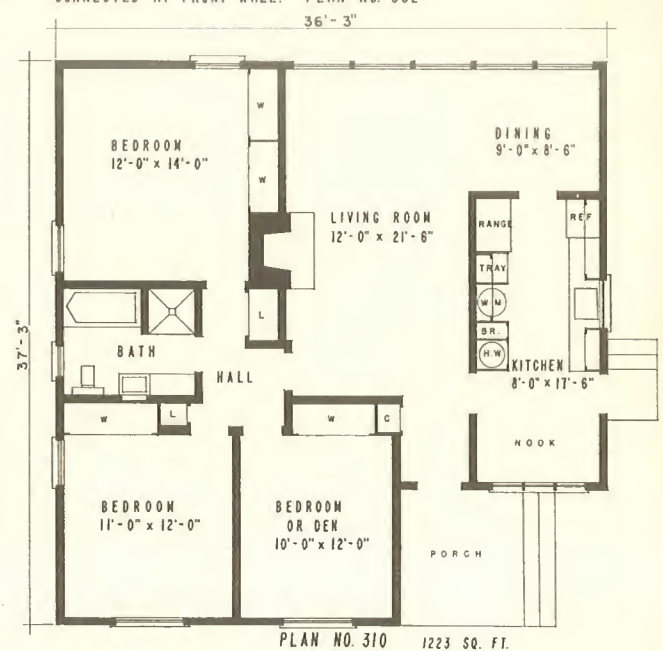 36'-3"
BEDROOM
12'-0" x 14'-0"
W
W
DINING
9'-0" x 8'-6"
LIVING ROOM
12'-0" x 21'-6"
RANGE
REF
TRAY
W M
BR.
H.W
L
37'-3"
BATH
HALL
KITCHEN
8'-0" x 17'-6"
W
L
W
C
NOOK
BEDROOM
11'-0" x 12'-0"
BEDROOM
OR DEN
10'-0" x 12'-0"
PORCH
PLAN NO. 310 1223 SQ. FT.